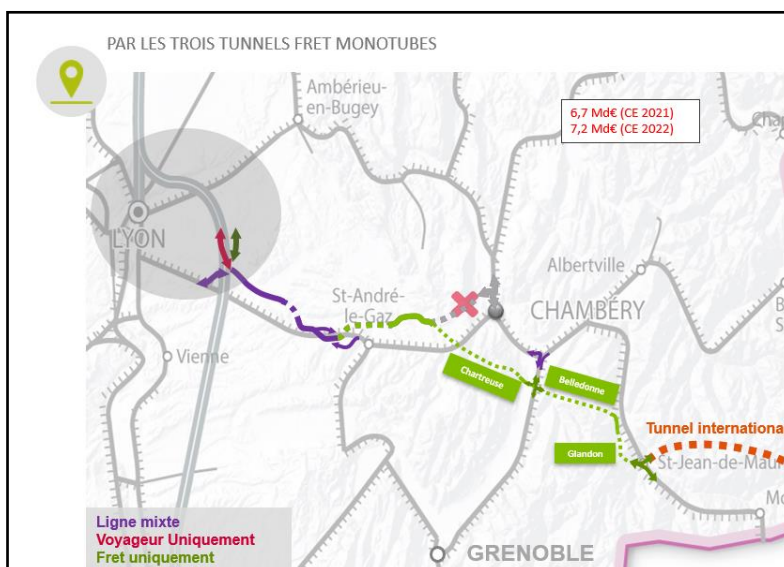 PAR LES TROIS TUNNELS FRET MONOTUBES
6,7 Md€ (CE 2021)
7,2 Md€ (CE 2022)
Ambérieu-
en-Bugey
LYON
St-André-
le-Gaz
Albertville
CHAMBÉRY
Vienne
Chartreuse
Belledonne
Glandon
Tunnel internationa
St-Jean-de-Maur
GRENOBLE
Ligne mixte
Voyageur Uniquement
Fret uniquement